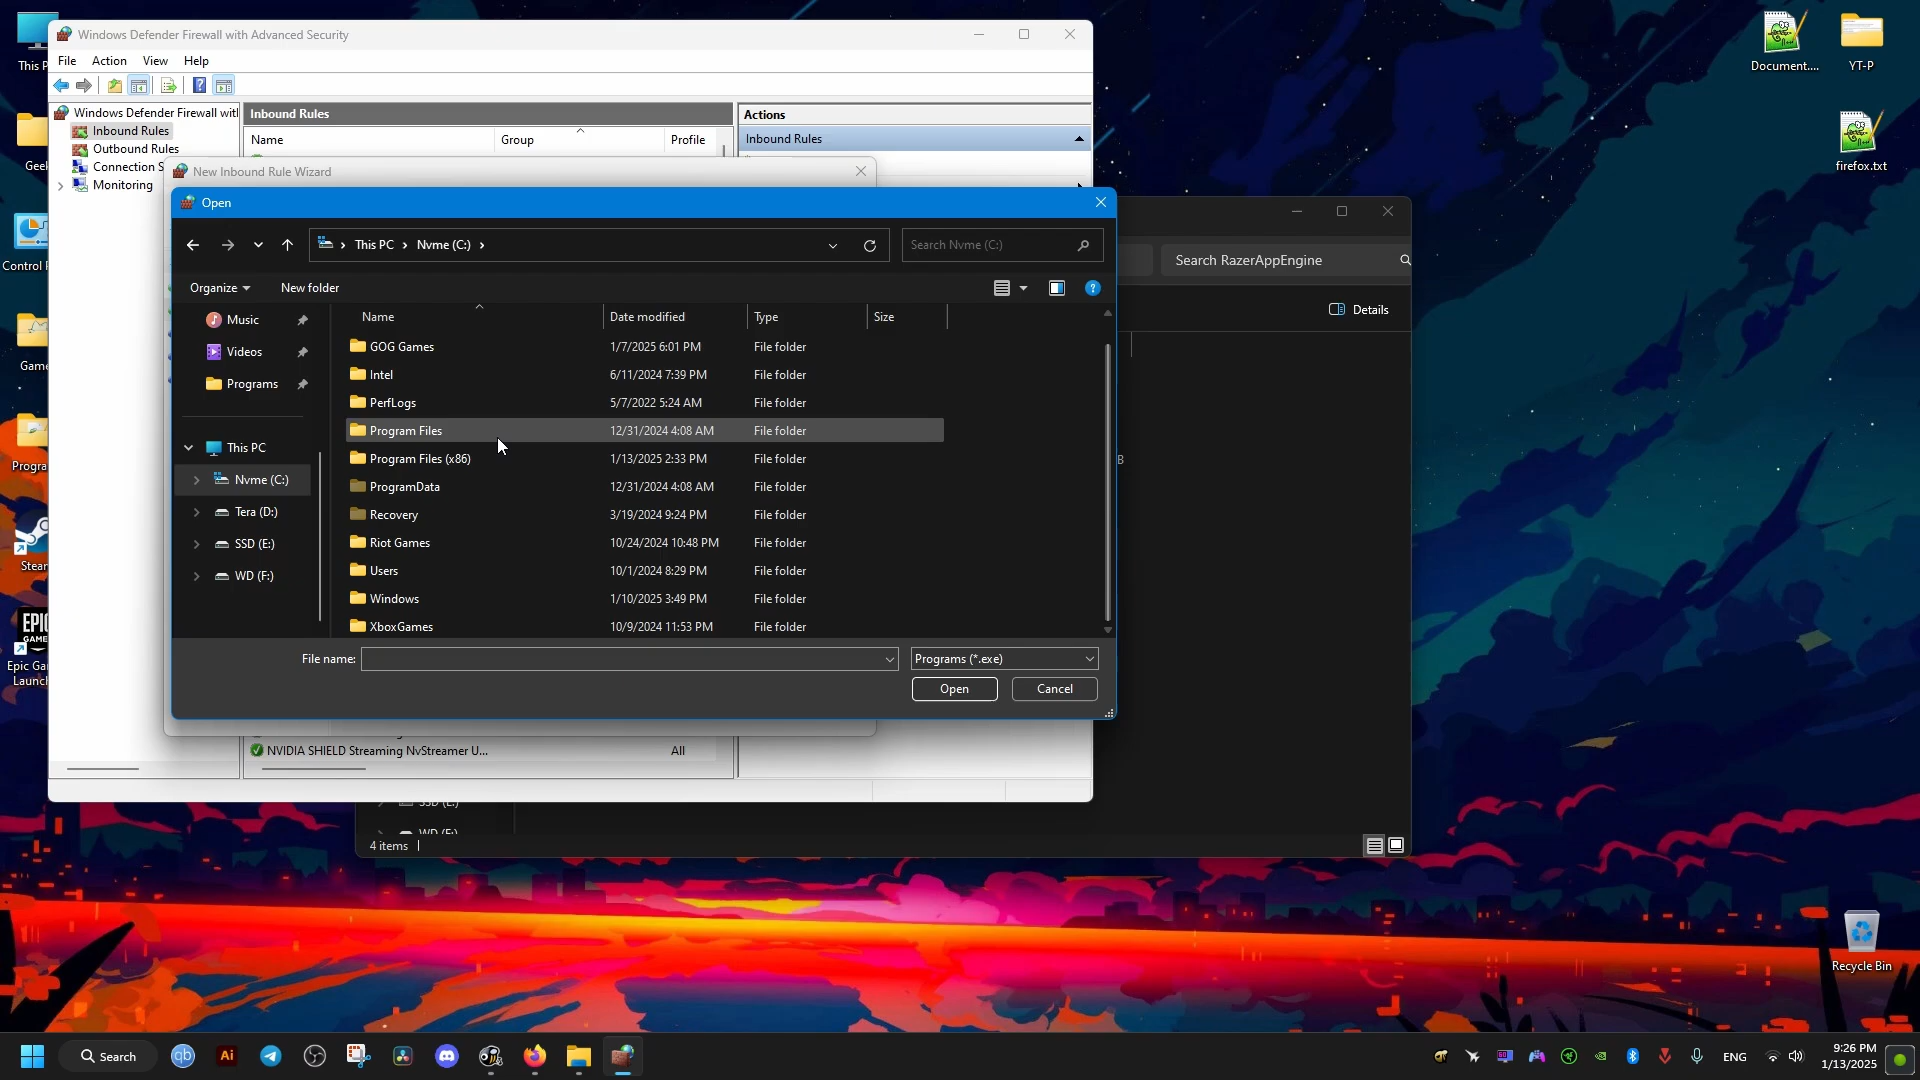 Windows Defender Firewall with Advanced Security
File Action View Help
Windows Defender Firewall wit
Inbound Rules
Outbound Rules
Connection S
Monitoring
Inbound Rules
Name Group Profile
Actions
Inbound Rules
New Inbound Rule Wizard
Open
This PC Nvme (C:)
Search Nvme (C:)
Organize New folder
Music
Videos
Programs
This PC
Nvme (C:)
Tera (D:)
SSD (E:)
WD (F:)
Name Date modified Type Size
GOG Games 1/7/2025 6:01 PM File folder
Intel 6/11/2024 7:39 PM File folder
PerfLogs 5/7/2022 5:24 AM File folder
Program Files 12/31/2024 4:08 AM File folder
Program Files (x86) 1/13/2025 2:33 PM File folder
ProgramData 12/31/2024 4:08 AM File folder
Recovery 3/19/2024 9:24 PM File folder
Riot Games 10/24/2024 10:48 PM File folder
Users 10/1/2024 8:29 PM File folder
Windows 1/10/2025 3:49 PM File folder
XboxGames 10/9/2024 11:53 PM File folder
File name:
Programs (*.exe)
Open Cancel
NVIDIA SHIELD Streaming NvStreamer U... All
Search RazerAppEngine
Details
B
4 items
This P
Geek
Control
Game
Progra
Steam
EPIC
GAMES
Epic Ga
Launch
Document....
YT-P
firefox.txt
Recycle Bin
Search
qb
Ai
ENG
9:26 PM
1/13/2025